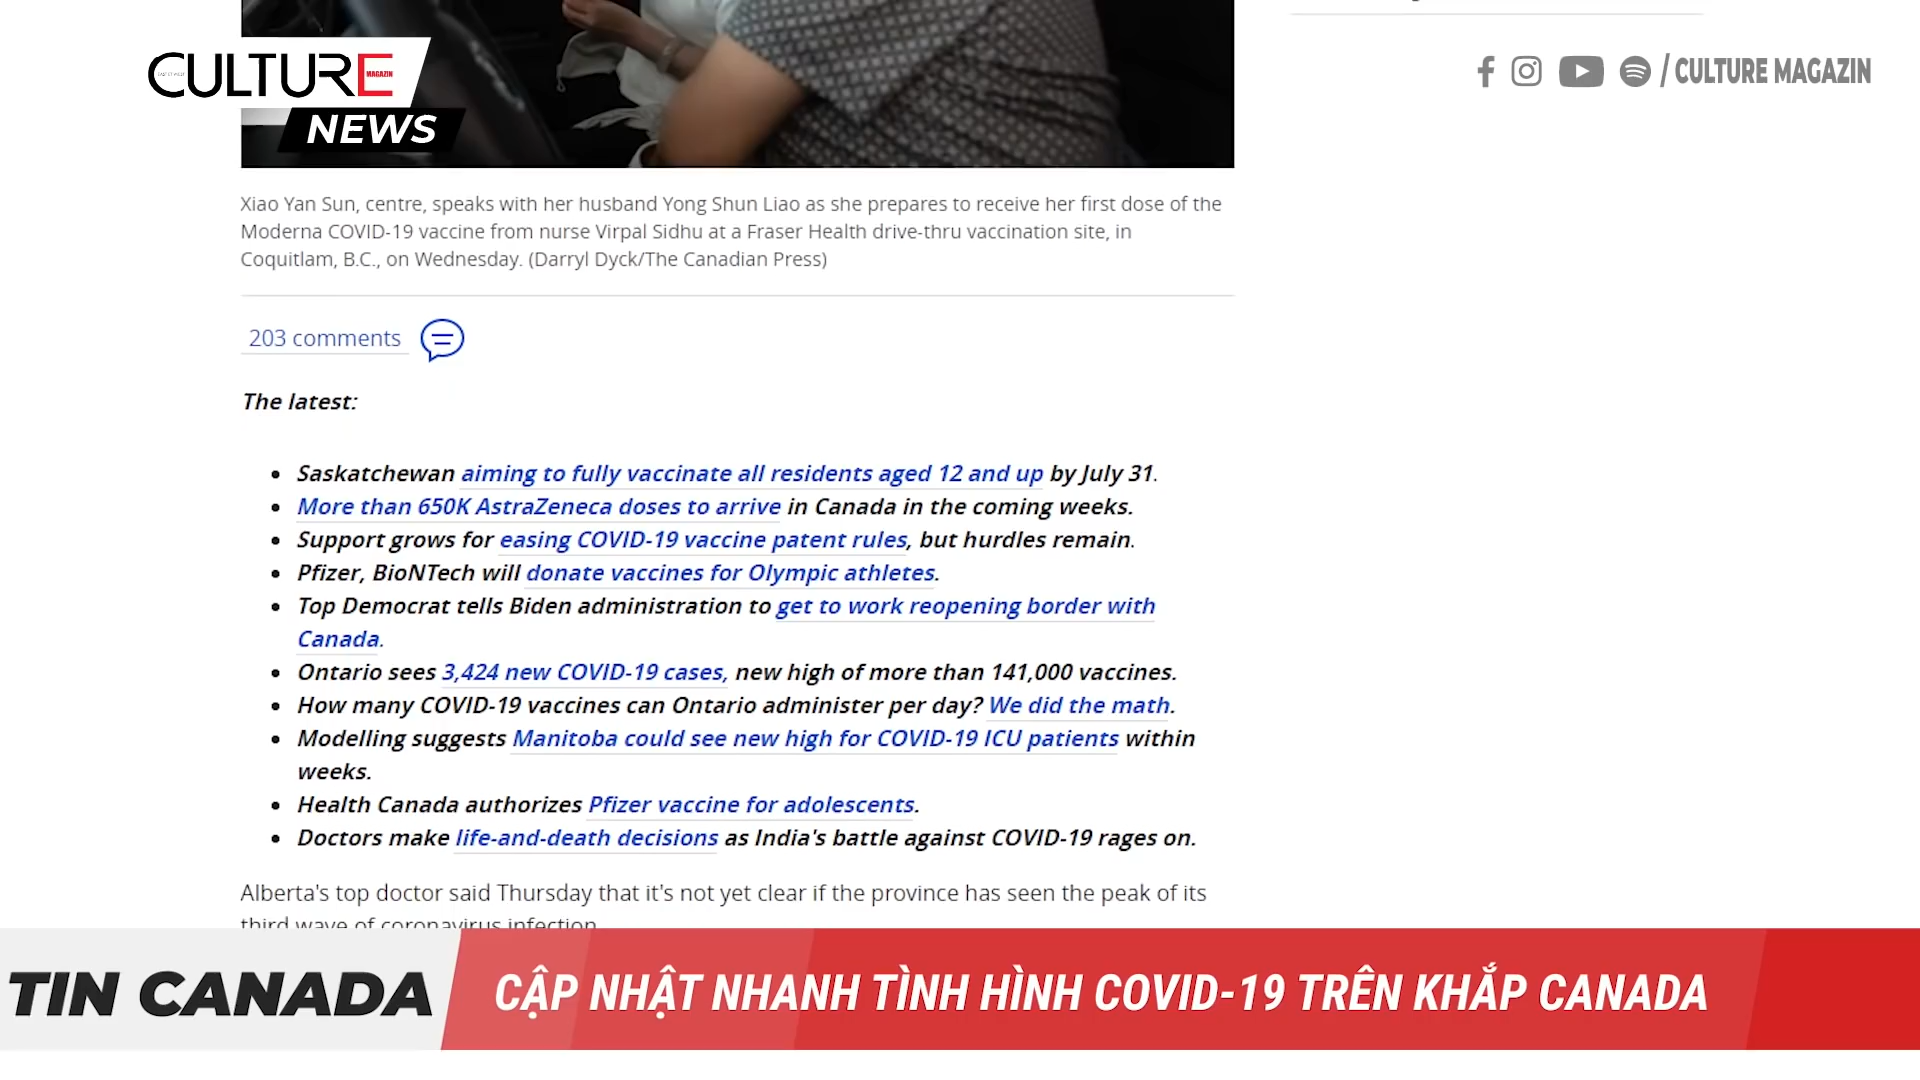 CULTURE
MAGAZIN
NEWS
/ CULTURE MAGAZIN
Xiao Yan Sun, centre, speaks with her husband Yong Shun Liao as she prepares to receive her first dose of the
Moderna COVID-19 vaccine from nurse Virpal Sidhu at a Fraser Health drive-thru vaccination site, in
Coquitlam, B.C., on Wednesday. (Darryl Dyck/The Canadian Press)
203 comments
The latest:
• Saskatchewan aiming to fully vaccinate all residents aged 12 and up by July 31.
• More than 650K AstraZeneca doses to arrive in Canada in the coming weeks.
• Support grows for easing COVID-19 vaccine patent rules, but hurdles remain.
• Pfizer, BioNTech will donate vaccines for Olympic athletes.
• Top Democrat tells Biden administration to get to work reopening border with
Canada.
• Ontario sees 3,424 new COVID-19 cases, new high of more than 141,000 vaccines.
• How many COVID-19 vaccines can Ontario administer per day? We did the math.
• Modelling suggests Manitoba could see new high for COVID-19 ICU patients within
weeks.
• Health Canada authorizes Pfizer vaccine for adolescents.
• Doctors make life-and-death decisions as India's battle against COVID-19 rages on.
Alberta's top doctor said Thursday that it's not yet clear if the province has seen the peak of its
third wave of coronavirus infection.
TIN CANADA
CẬP NHẬT NHANH TÌNH HÌNH COVID-19 TRÊN KHẮP CANADA